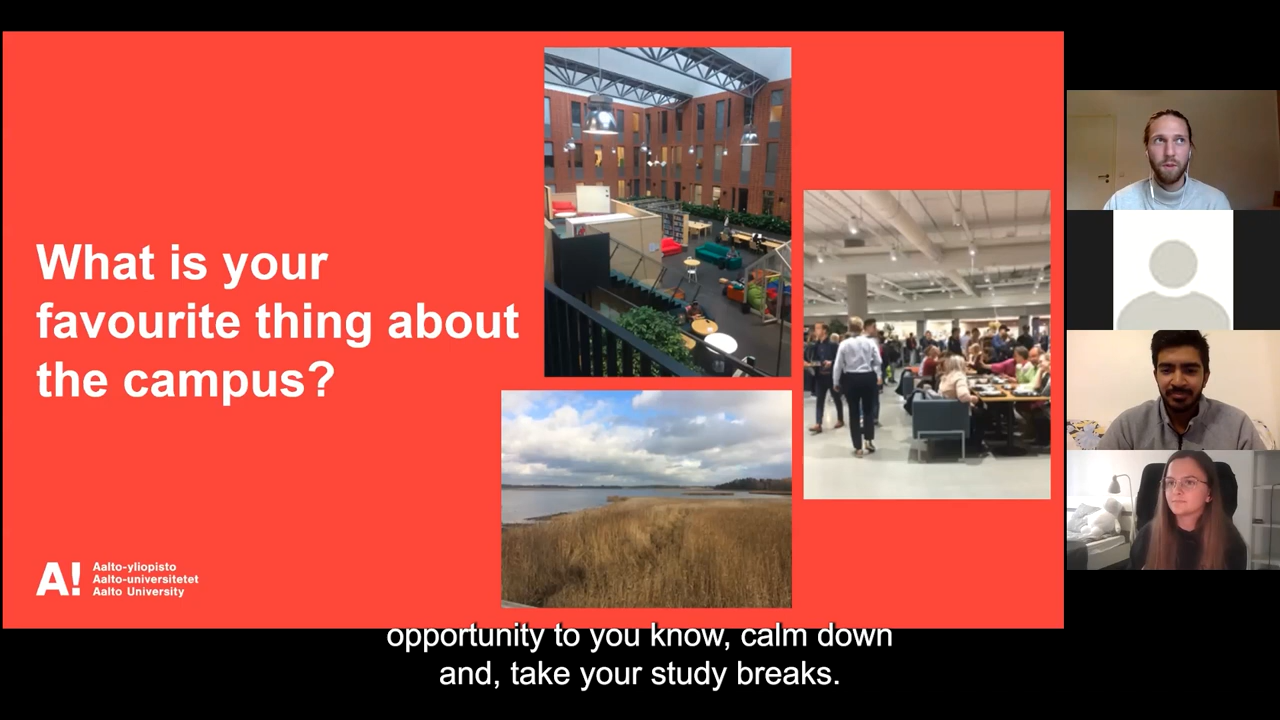 What is your
favourite thing about
the campus?
A!
Aalto-yliopisto
Aalto-universitetet
Aalto University
opportunity to you know, calm down
and, take your study breaks.